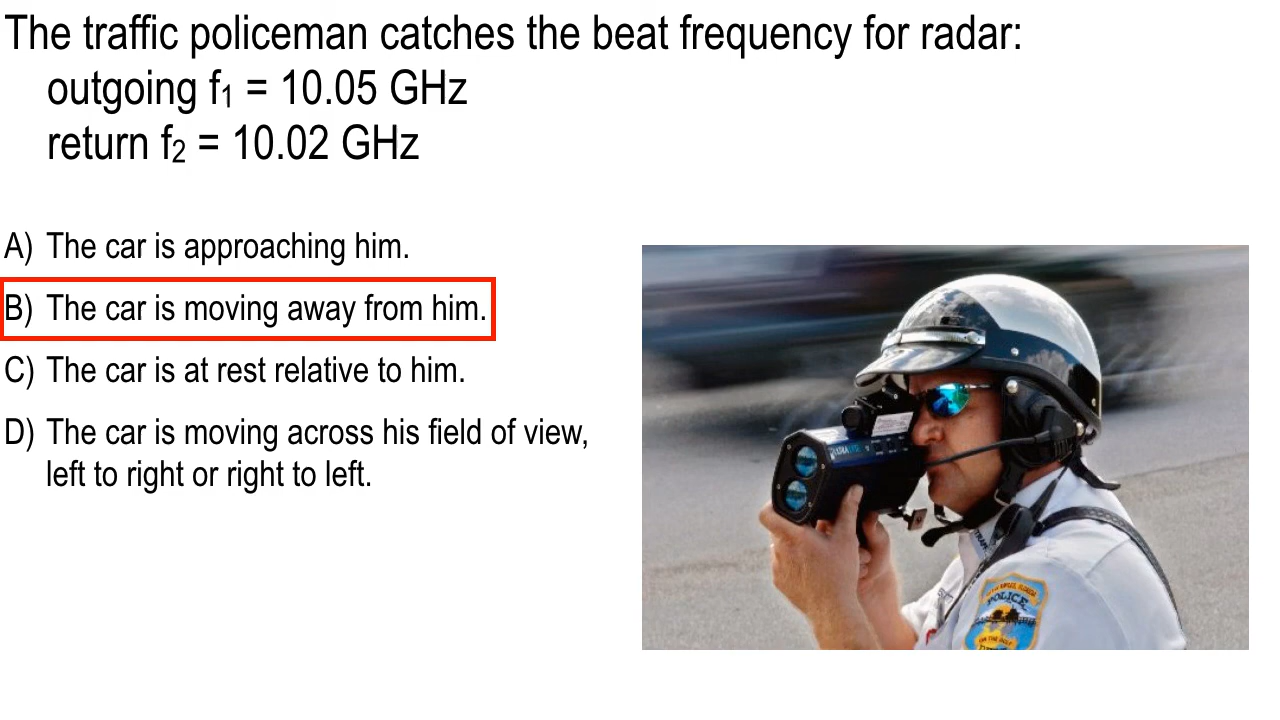 The traffic policeman catches the beat frequency for radar:
outgoing f₁ = 10.05 GHz
return f₂ = 10.02 GHz
A) The car is approaching him.
B) The car is moving away from him.
C) The car is at rest relative to him.
D) The car is moving across his field of view,
left to right or right to left.
POLICE